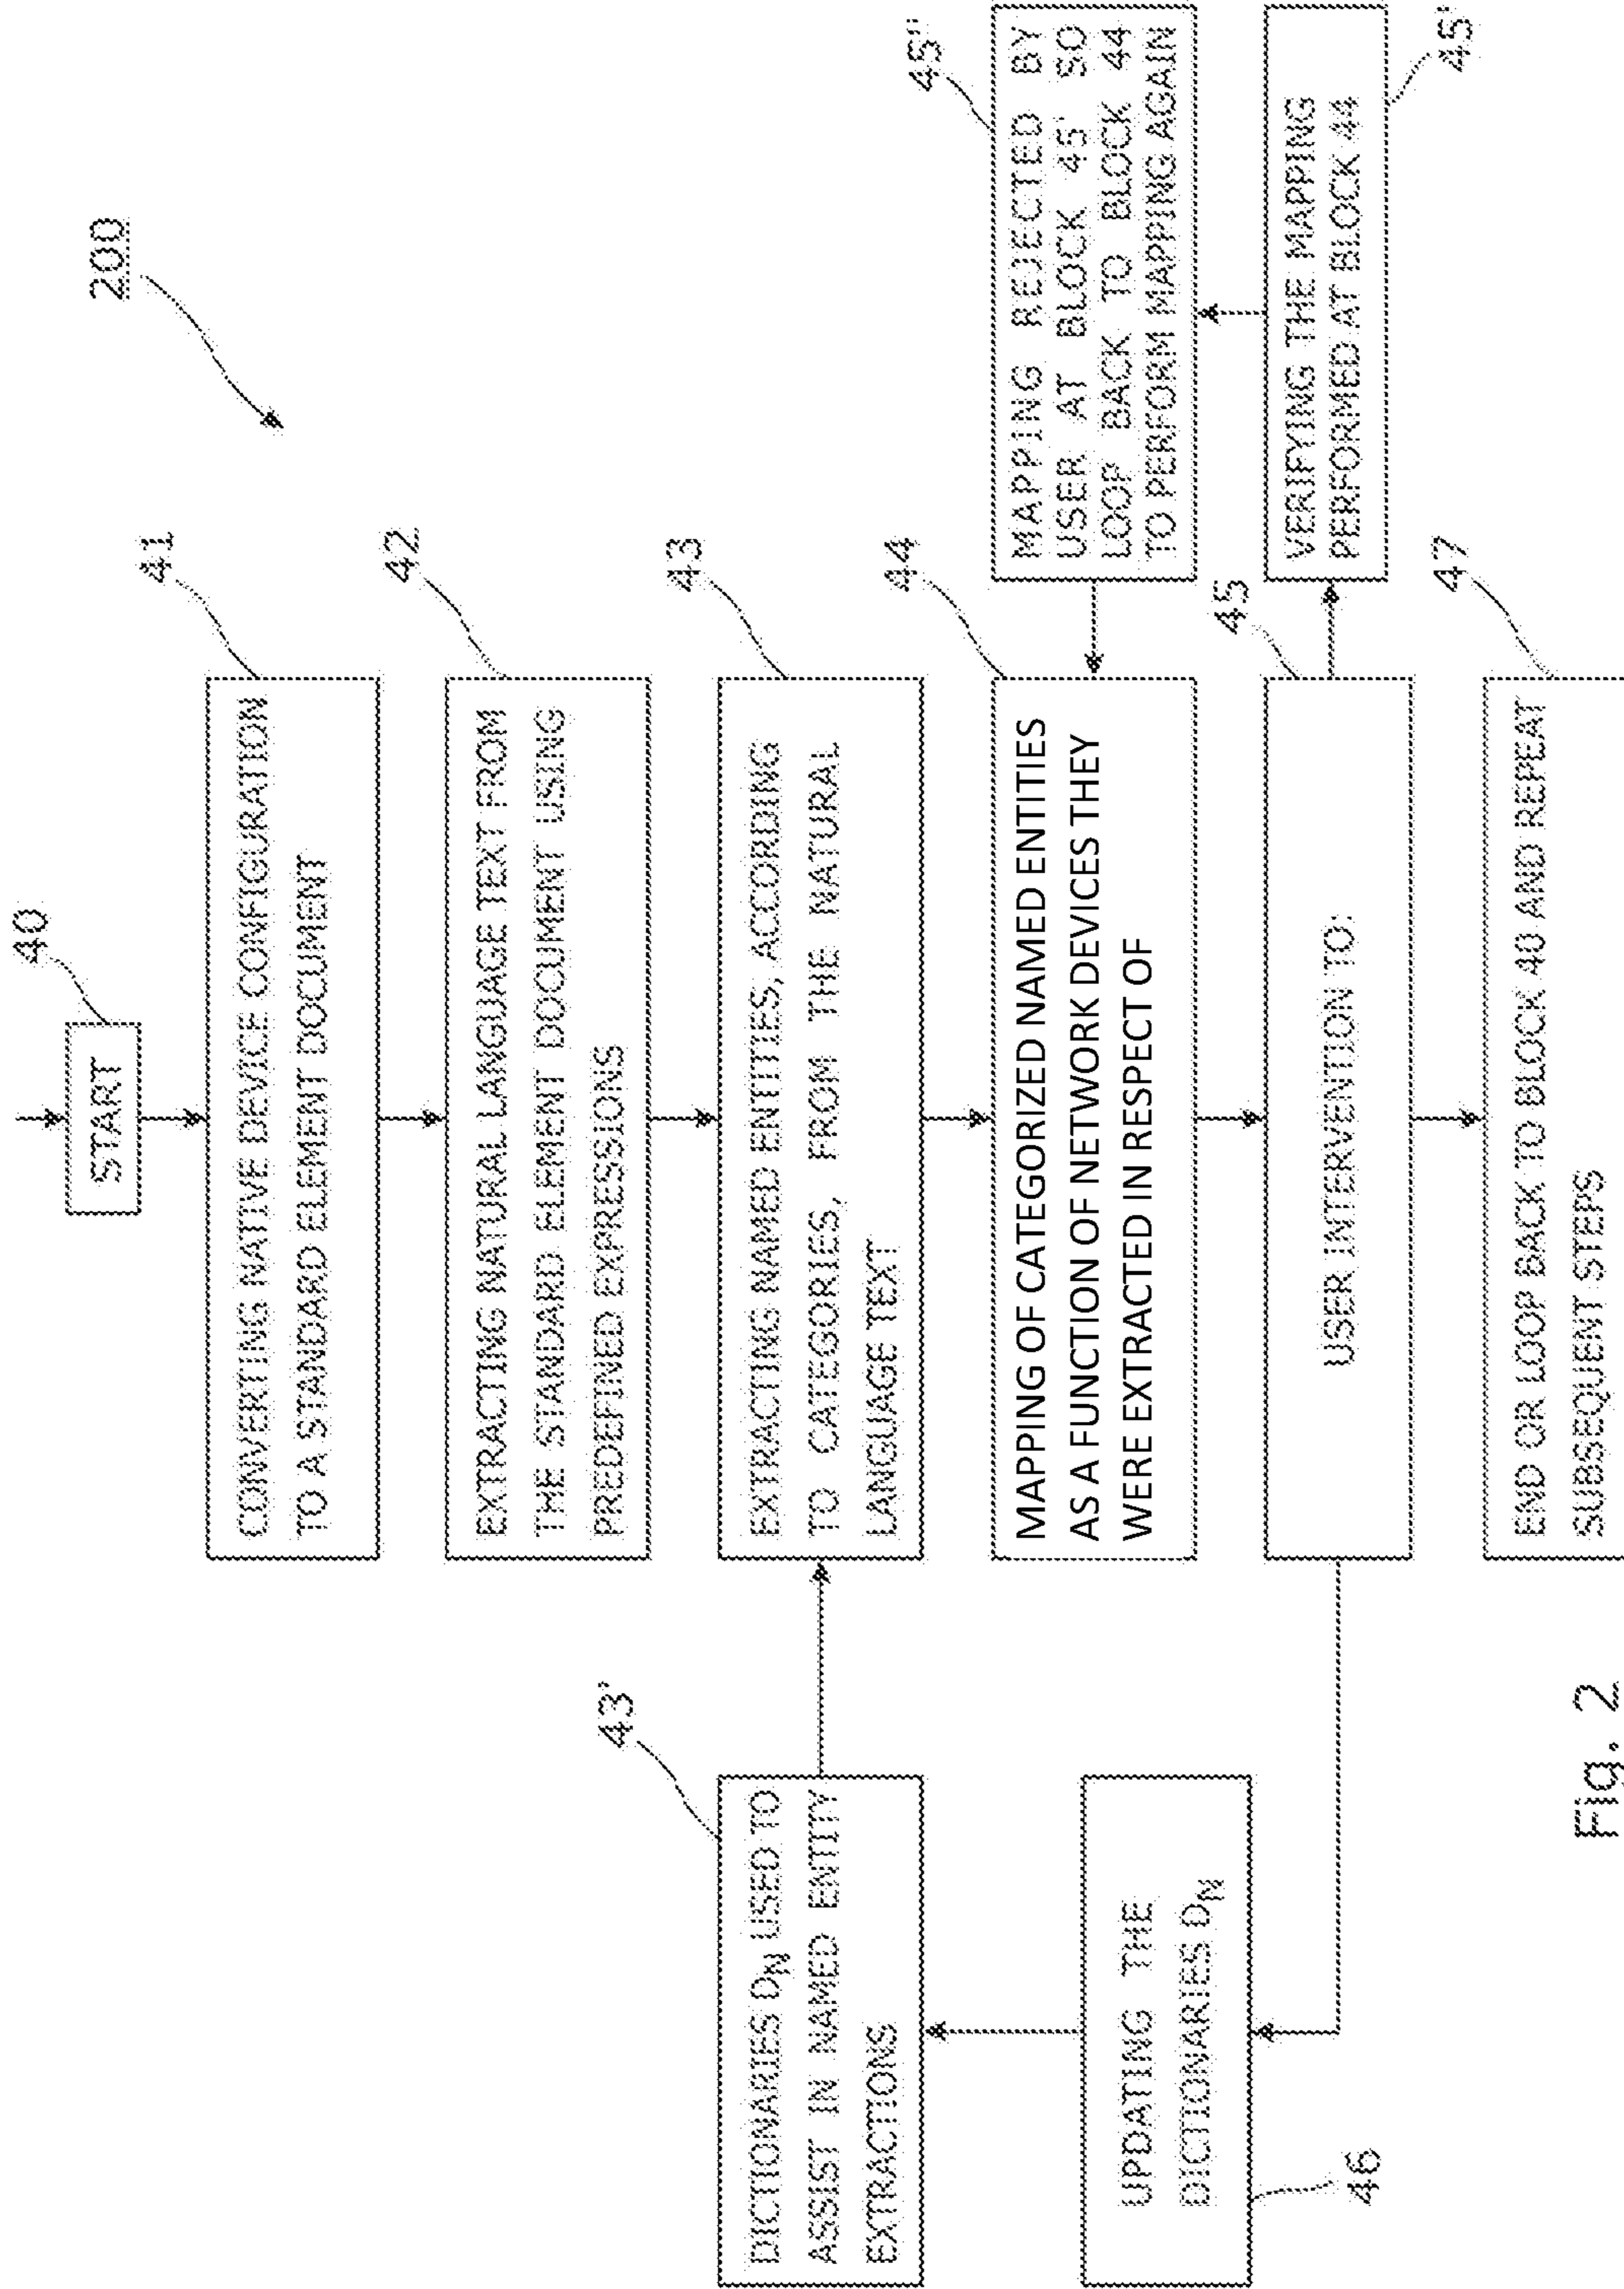 200
40
START
41
CONVERTING NATIVE DEVICE CONFIGURATION
TO A STANDARD ELEMENT DOCUMENT
42
EXTRACTING NATURAL LANGUAGE TEXT FROM
THE STANDARD ELEMENT DOCUMENT USING
PREDEFINED EXPRESSIONS
43'
DICTIONARIES DN USED TO
ASSIST IN NAMED ENTITY
EXTRACTIONS
43
EXTRACTING NAMED ENTITIES, ACCORDING
TO CATEGORIES, FROM THE NATURAL
LANGUAGE TEXT
44
MAPPING OF CATEGORIZED NAMED ENTITIES
AS A FUNCTION OF NETWORK DEVICES THEY
WERE EXTRACTED IN RESPECT OF
45"
MAPPING REJECTED BY
USER AT BLOCK 45' SO
LOOP BACK TO BLOCK 44
TO PERFORM MAPPING AGAIN
UPDATING THE
DICTIONARIES DN
46
45
USER INTERVENTION TO:
VERIFYING THE MAPPING
PERFORMED AT BLOCK 44
45'
47
END OR LOOP BACK TO BLOCK 40 AND REPEAT
SUBSEQUENT STEPS
Fig. 2